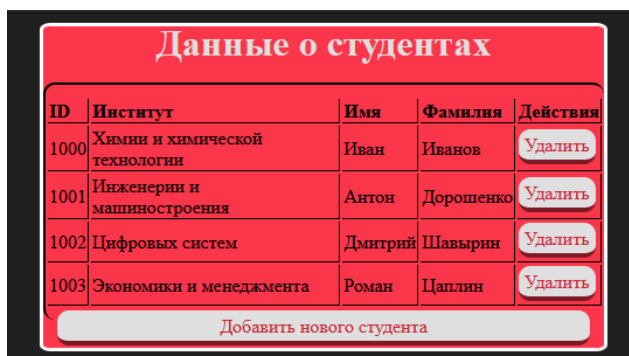 Данные о студентах
ID Институт Имя Фамилия Действия
1000 Химии и химической технологии Иван Иванов Удалить
1001 Инженерии и машиностроения Антон Дорошенко Удалить
1002 Цифровых систем Дмитрий Шавырин Удалить
1003 Экономики и менеджмента Роман Цаплин Удалить
Добавить нового студента